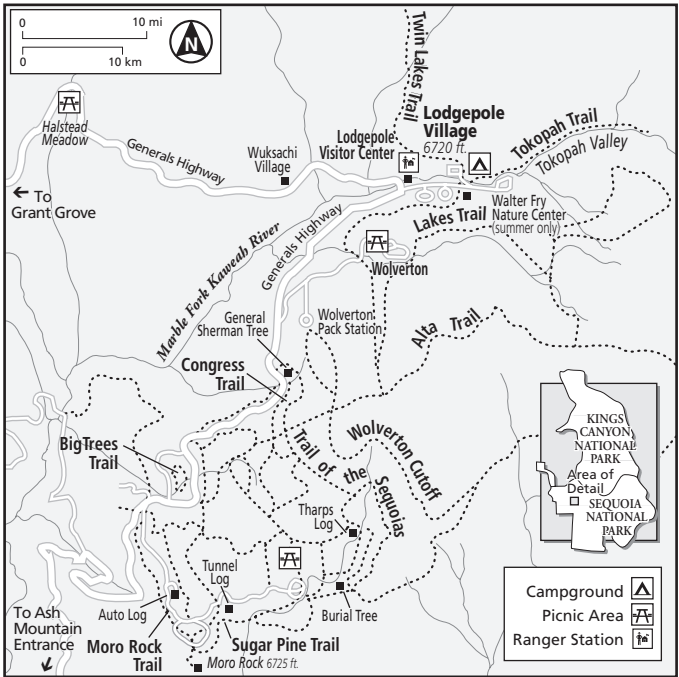 0 10 mi
0 10 km
N
Halstead
Meadow
Generals Highway
To
Grant Grove
Wuksachi
Village
Twin Lakes Trail
Lodgepole
Village
6720 ft.
Lodgepole
Visitor Center
Tokopah Trail
Tokopah Valley
Walter Fry
Nature Center
(summer only)
Lakes Trail
Wolverton
Generals Highway
Marble Fork Kaweah River
General
Sherman Tree
Wolverton
Pack Station
Alta Trail
Congress
Trail
BigTrees
Trail
Trail of the Sequoias
Wolverton Cutoff
Tharps
Log
Tunnel
Log
Auto Log
Burial Tree
To Ash
Mountain
Entrance
Moro Rock
Trail
Sugar Pine Trail
Moro Rock 6725 ft.
KINGS
CANYON
NATIONAL
PARK
Area of
Detail
SEQUOIA
NATIONAL
PARK
Campground
Picnic Area
Ranger Station